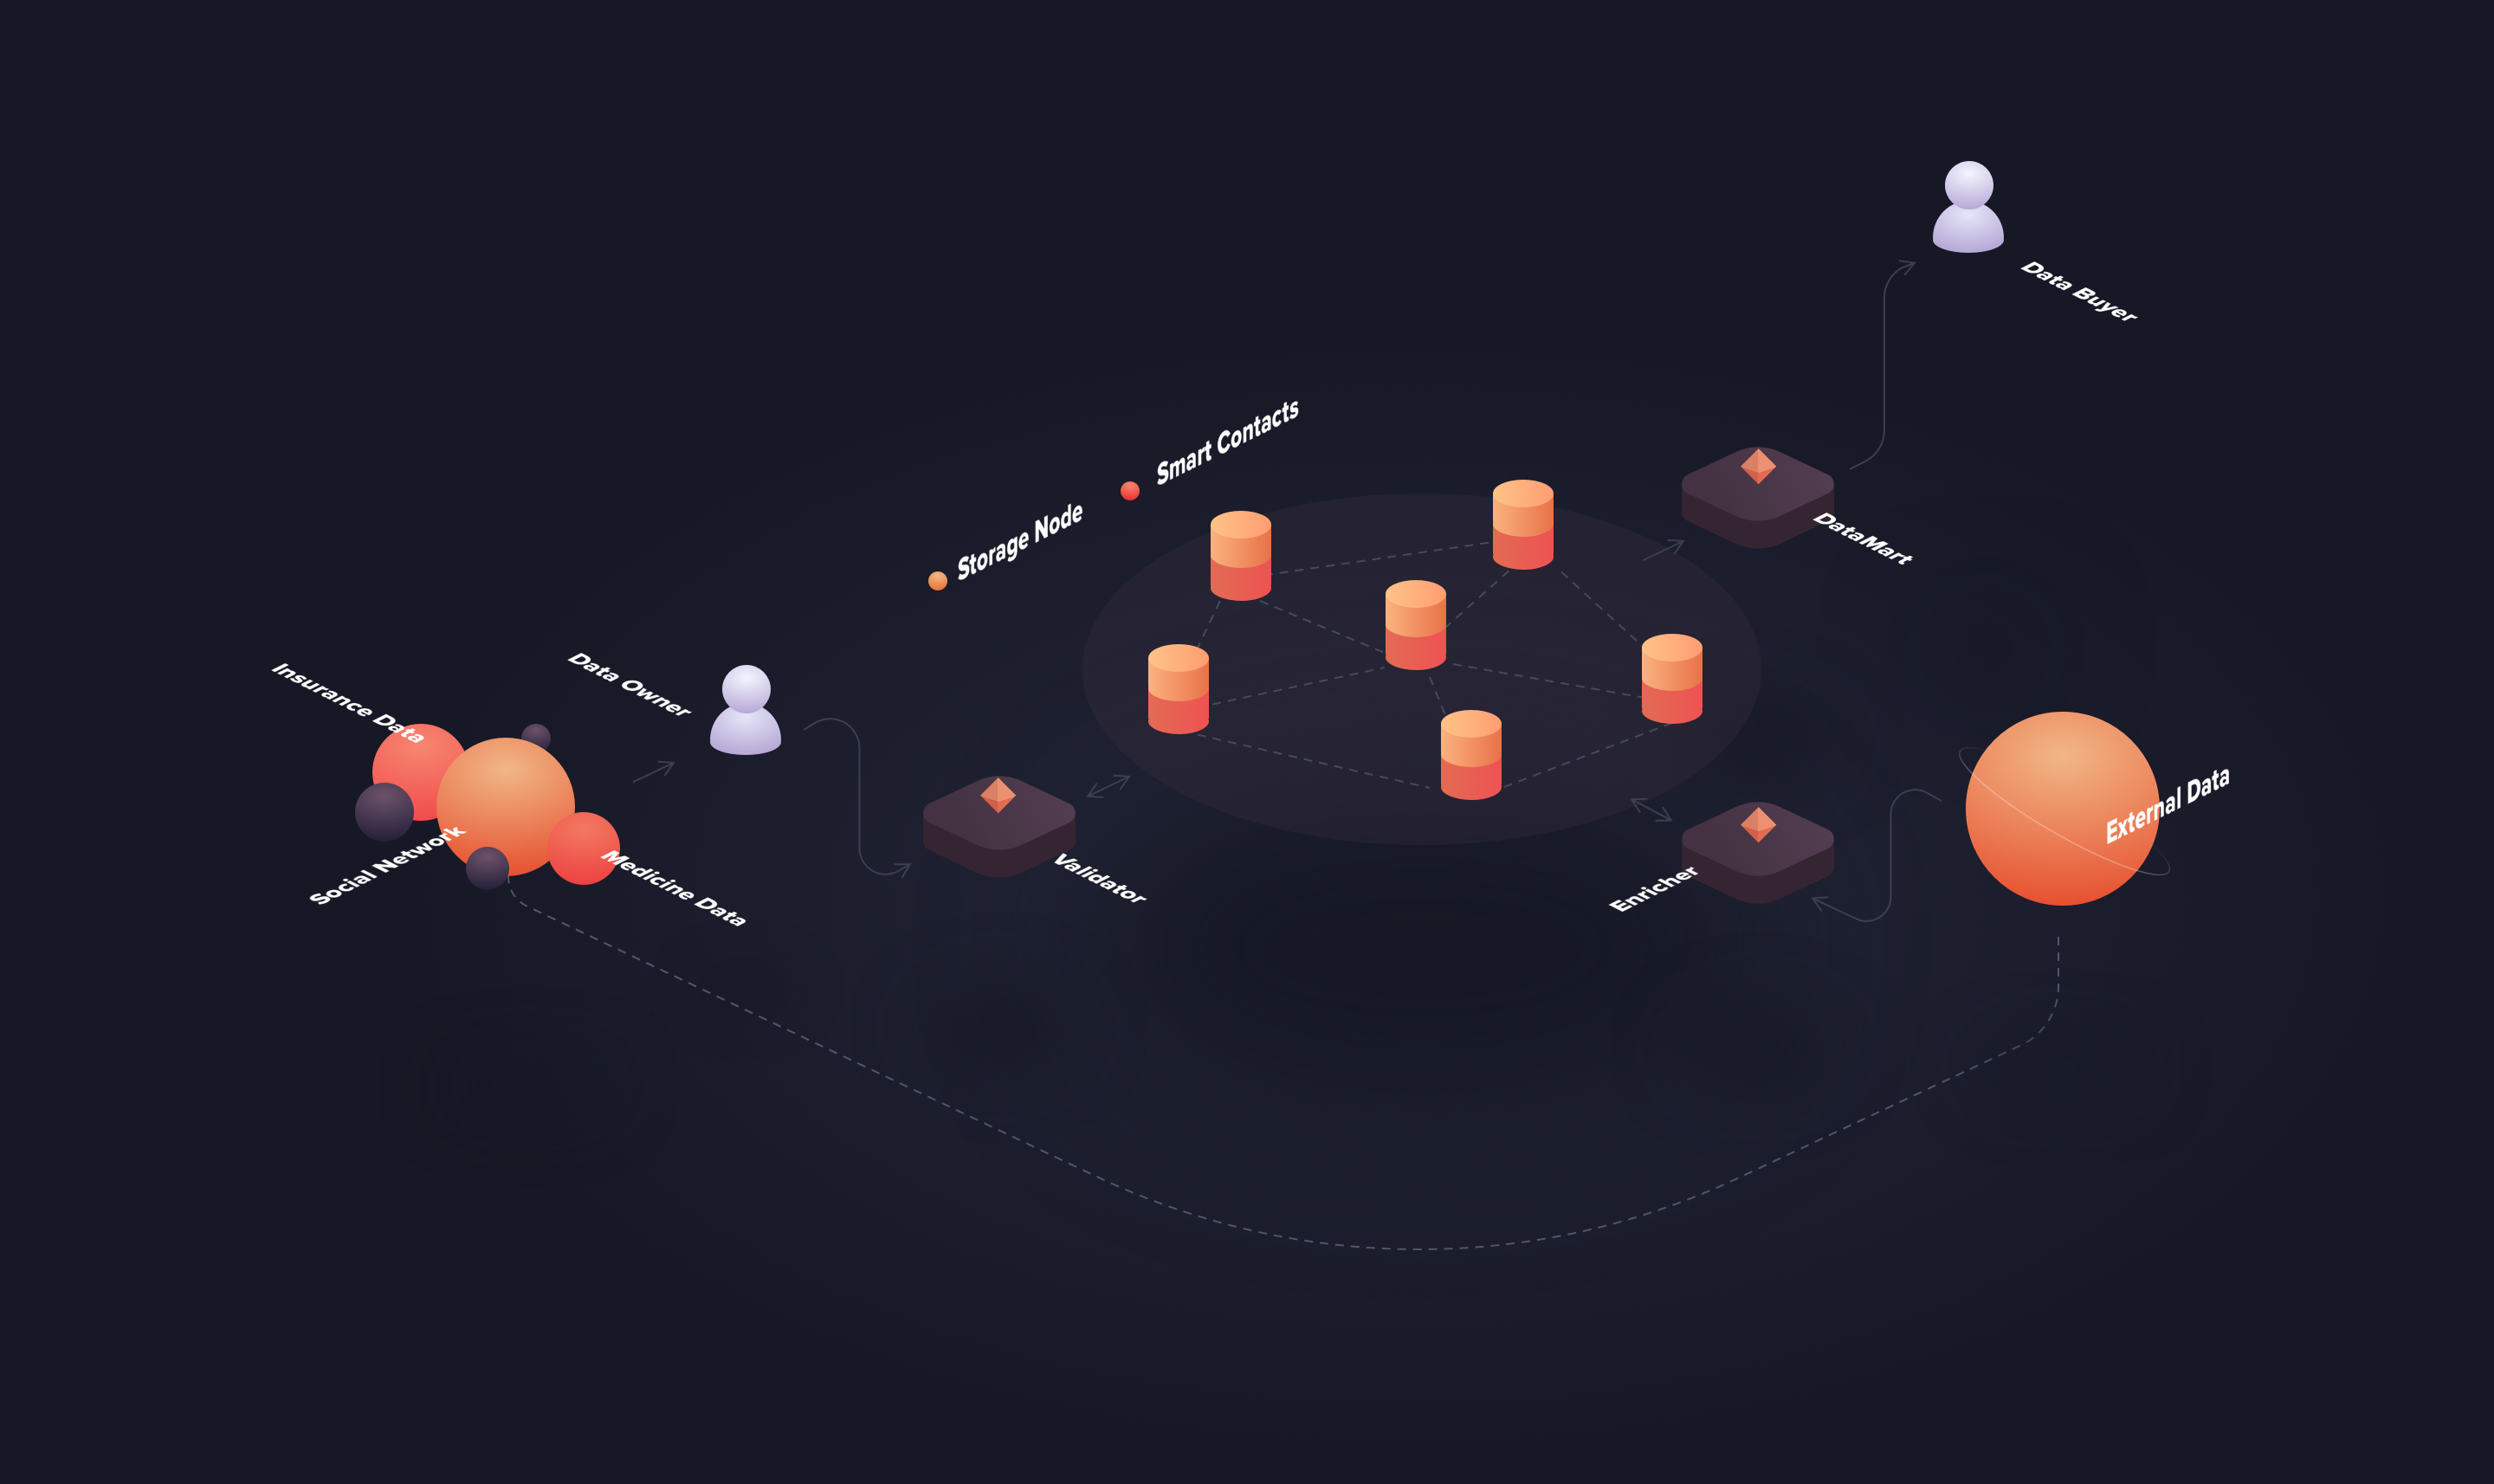 Data Buyer
Smart Contacts
Storage Node
DataMart
Data Owner
Insurance Data
External Data
Social Network
Medicine Data
Validator
Enricher